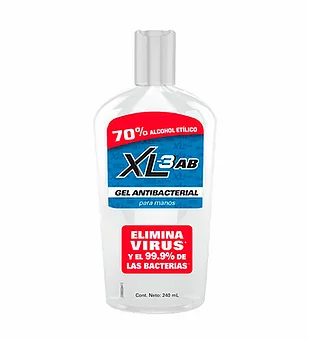 70% ALCOHOL ETÍLICO
XL-3 AB
GEL ANTIBACTERIAL
para manos
ELIMINA
VIRUS*
Y EL 99.9% DE
LAS BACTERIAS
Cont. Neto: 240 mL